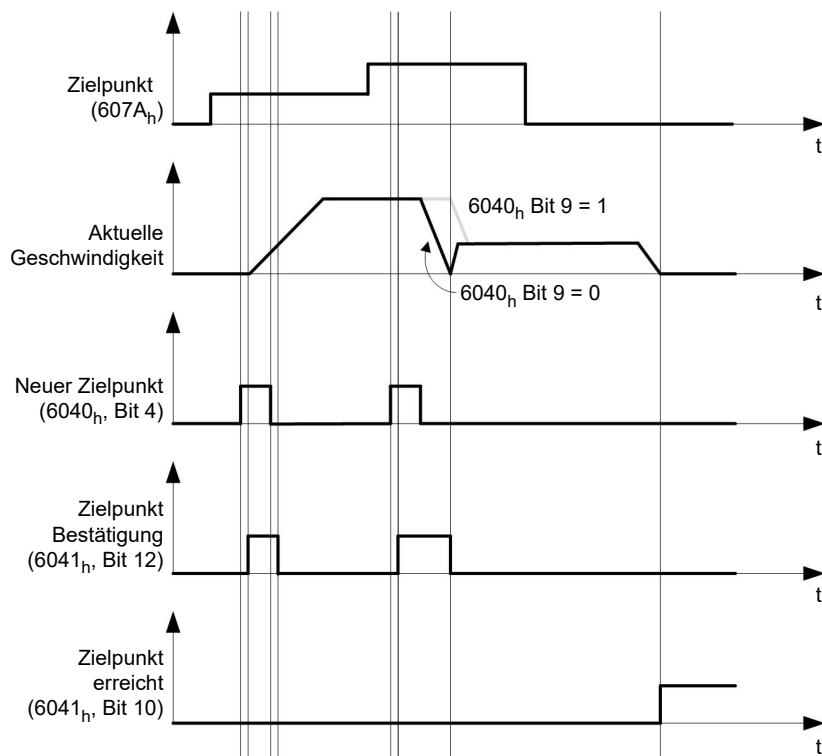 Zielpunkt
(607Ah)
t
6040h Bit 9 = 1
Aktuelle
Geschwindigkeit
6040h Bit 9 = 0
t
Neuer Zielpunkt
(6040h, Bit 4)
t
Zielpunkt
Bestätigung
(6041h, Bit 12)
t
Zielpunkt
erreicht
(6041h, Bit 10)
t